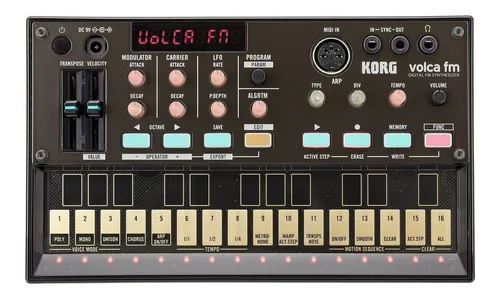 DC 9V
TRANSPOSE VELOCITY
VoLCA FM
MODULATOR CARRIER LFO PROGRAM
ATTACK ATTACK RATE PARAM
DECAY DECAY P.DEPTH ALGRTM
MIDI IN
IN SYNC OUT
KORG volca fm
DIGITAL FM SYNTHESIZER
ARP
TYPE DIV TEMPO VOLUME
OCTAVE SAVE EDIT
MEMORY FUNC
VALUE - OPERATOR + EXPORT
ACTIVE STEP ERASE WRITE
1 2 3 4 5 6 7 8 9 10 11 12 13 14 15 16
POLY MONO UNISON CHORUS ARP ON/OFF 1/1 1/2 1/4 METRO-NOME WARP ACT.STEP TRNSPS NOTE ON/OFF SMOOTH CLEAR ACT.STP ALL
VOICE MODE TEMPO MOTION SEQUENCE CLEAR